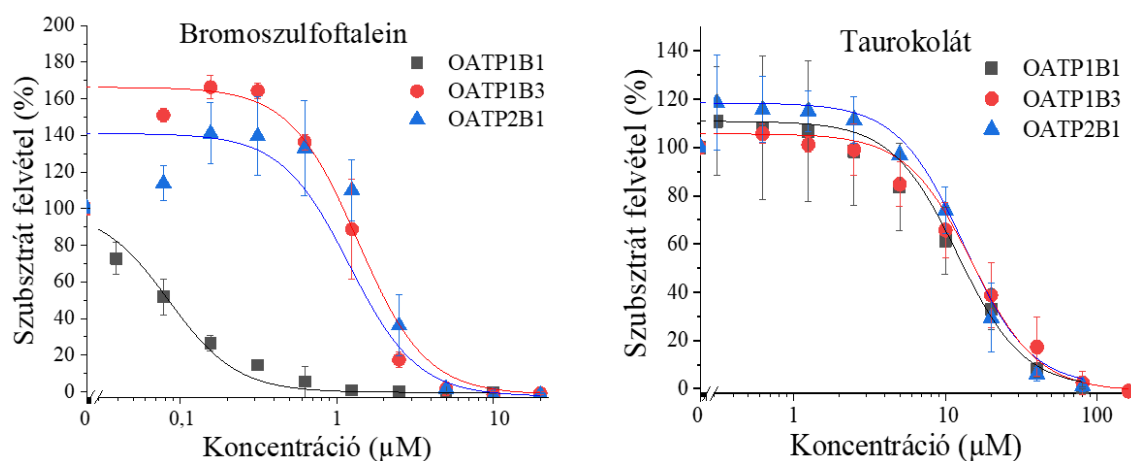 Bromoszulfoftalein
OATP1B1
OATP1B3
OATP2B1
Szubsztrát felvétel (%)
200
180
160
140
120
100
80
60
40
20
0
0
0,1
1
10
Koncentráció (µM)
Taurokolát
OATP1B1
OATP1B3
OATP2B1
Szubsztrát felvétel (%)
140
120
100
80
60
40
20
0
0
1
10
100
Koncentráció (µM)